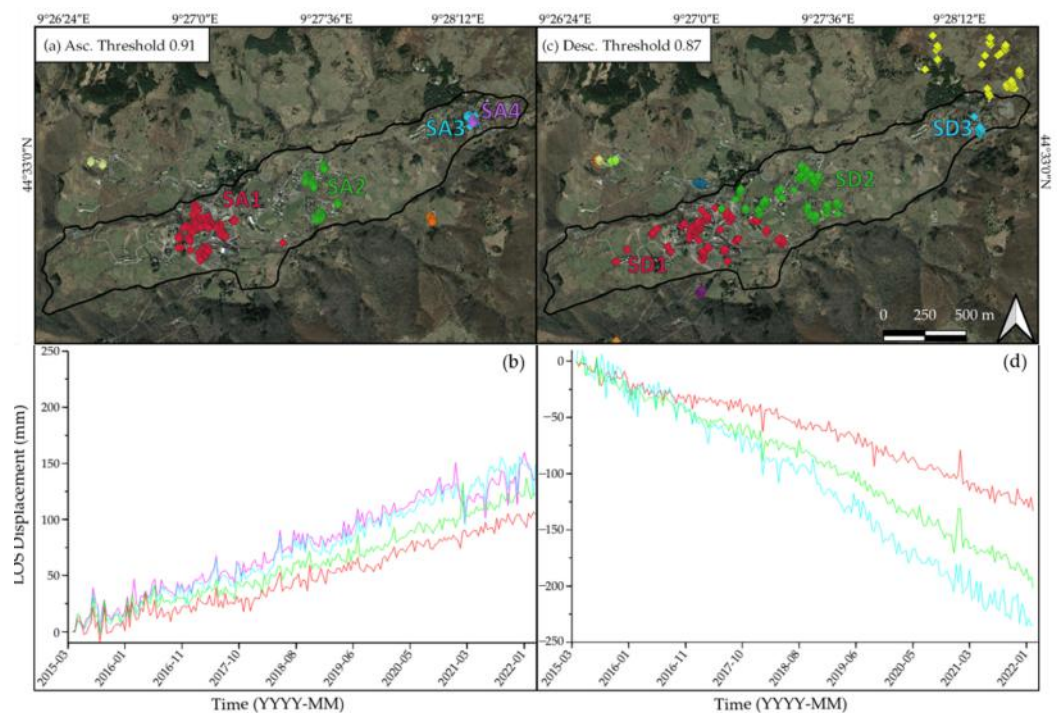 9°26'24"E 9°27'0"E 9°27'36"E 9°28'12"E 9°26'24"E 9°27'0"E 9°27'36"E 9°28'12"E
(a) Asc. Threshold 0.91
(c) Desc. Threshold 0.87
44°33'0"N
SA4
SA3
SA2
SA1
SD3
SD2
SD1
44°33'0"N
0 250 500 m
(b)
250
200
150
100
50
0
LOS Displacement (mm)
2015-03 2016-01 2016-11 2017-10 2018-08 2019-06 2020-05 2021-03 2022-01
Time (YYYY-MM)
(d)
0
−50
−100
−150
−200
−250
2015-03 2016-01 2016-11 2017-10 2018-08 2019-06 2020-05 2021-03 2022-01
Time (YYYY-MM)